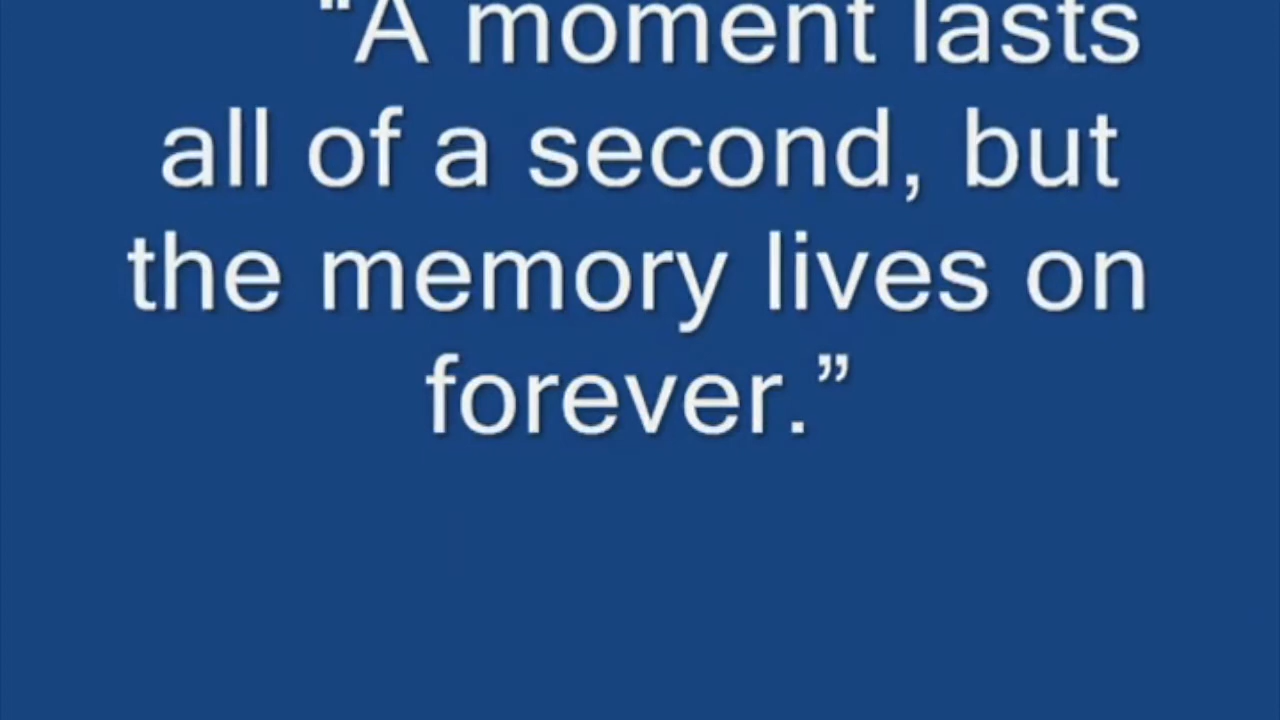 “A moment lasts
all of a second, but
the memory lives on
forever.”